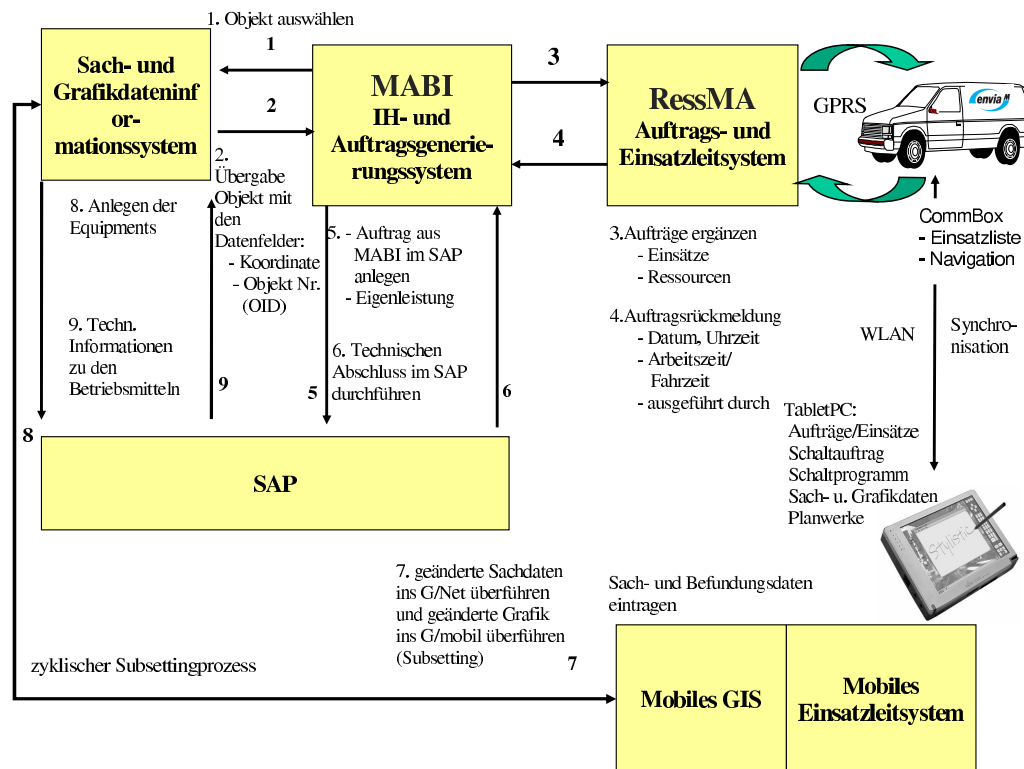 1. Objekt auswählen
1
Sach- und
Grafikdateninf
or-
mationssystem
2
MABI
IH- und
Auftragsgenerie-
rungssystem
3
4
RessMA
Auftrags- und
Einsatzleitsystem
GPRS
envia M
2.
Übergabe
Objekt mit
den
Datenfelder:
- Koordinate
- Objekt Nr.
(OID)
8. Anlegen der
Equipments
5. - Auftrag aus
MABI im SAP
anlegen
- Eigenleistung
3.Aufträge ergänzen
- Einsätze
- Ressourcen
CommBox
- Einsatzliste
- Navigation
9. Techn.
Informationen
zu den
Betriebsmitteln
9
6. Technischen
Abschluss im SAP
durchführen
5
6
4.Auftragsrückmeldung
- Datum, Uhrzeit
- Arbeitszeit/
Fahrzeit
- ausgeführt durch
WLAN
Synchro-
nisation
8
SAP
TabletPC:
Aufträge/Einsätze
Schaltauftrag
Schaltprogramm
Sach- u. Grafikdaten
Planwerke
Stylistic
7. geänderte Sachdaten
ins G/Net überführen
und geänderte Grafik
ins G/mobil überführen
(Subsetting)
7
Sach- und Befundungsdaten
eintragen
zyklischer Subsettingprozess
Mobiles GIS
Mobiles
Einsatzleitsystem